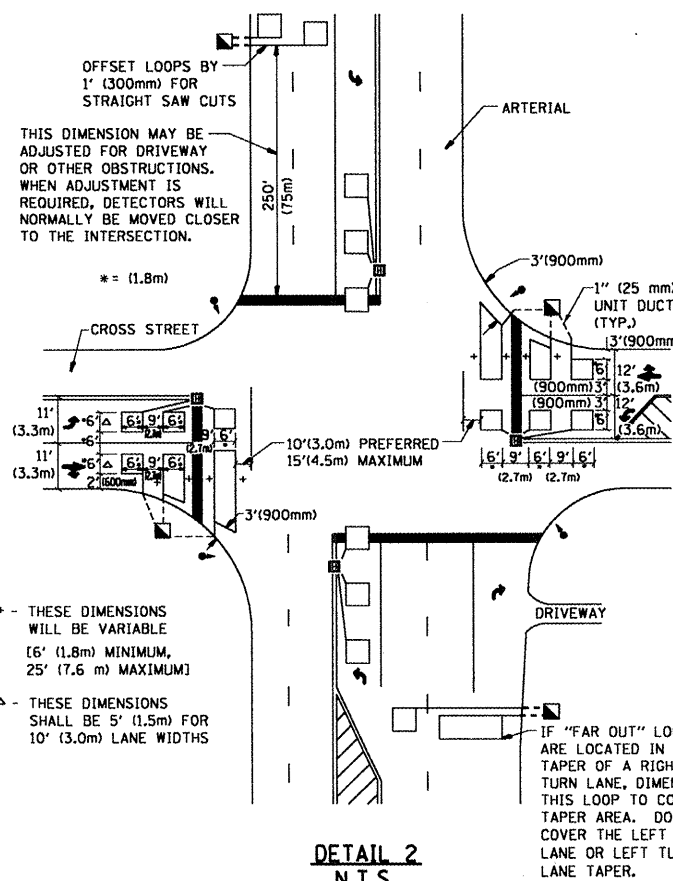 OFFSET LOOPS BY
1' (300mm) FOR
STRAIGHT SAW CUTS
THIS DIMENSION MAY BE
ADJUSTED FOR DRIVEWAY
OR OTHER OBSTRUCTIONS.
WHEN ADJUSTMENT IS
REQUIRED, DETECTORS WILL
NORMALLY BE MOVED CLOSER
TO THE INTERSECTION.
* = (1.8m)
250'
(75m)
ARTERIAL
CROSS STREET
3'(900mm)
1" (25 mm)
UNIT DUCT
(TYP.)
3'(900mm
6' 12'
(900mm) 3' (3.6m)
(900mm) 3' 12'
6'
(3.6m)
6' 9' 6' 9' 6'
(2.7m) (2.7m)
10'(3.0m) PREFERRED
15'(4.5m) MAXIMUM
11' *6' 6' 9' 6'
(3.3m) *6' 9' 6'
(2.7m)
11' *6' 6' 9' 6'
(3.3m) 2' (600mm)
3'(900mm)
+ - THESE DIMENSIONS
WILL BE VARIABLE
[6' (1.8m) MINIMUM,
25' (7.6 m) MAXIMUM]
△ - THESE DIMENSIONS
SHALL BE 5' (1.5m) FOR
10' (3.0m) LANE WIDTHS
DRIVEWAY
IF "FAR OUT" LO
ARE LOCATED IN
TAPER OF A RIGH
TURN LANE, DIME
THIS LOOP TO CO
TAPER AREA. DO
COVER THE LEFT
LANE OR LEFT TU
LANE TAPER.
DETAIL 2
N.T.S.